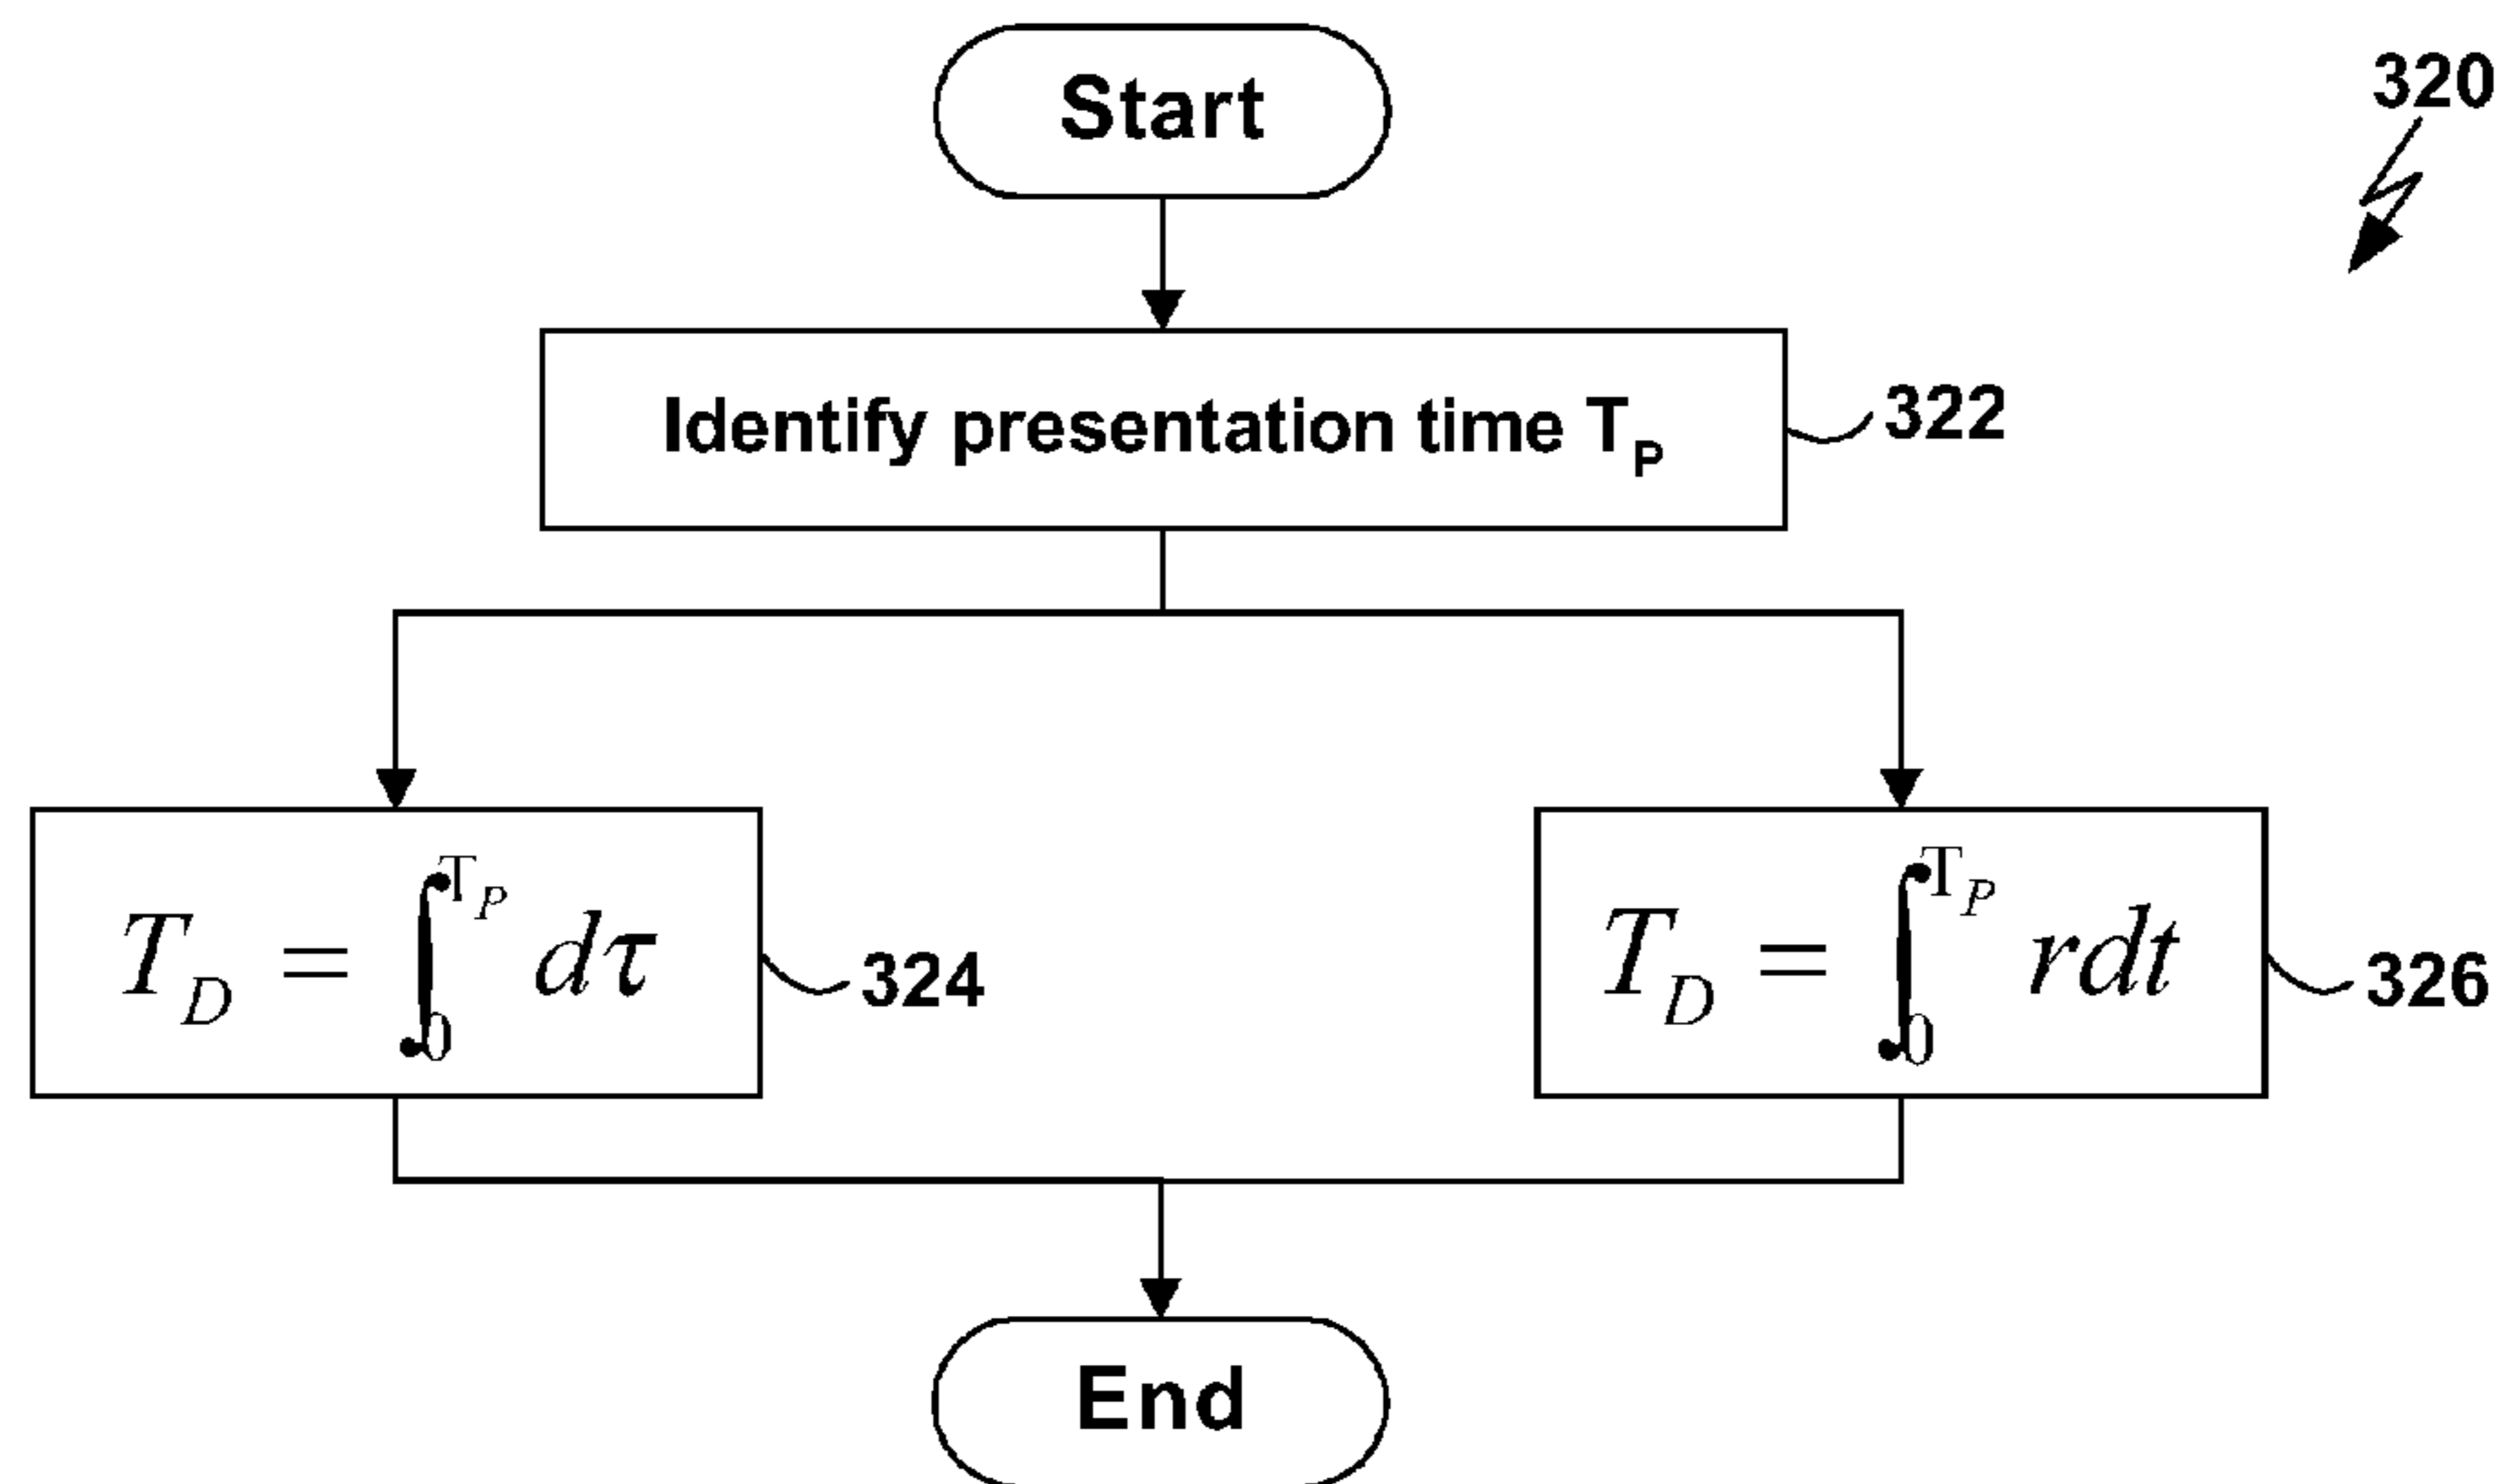 Start
320
Identify presentation time T_P
322
T_D = ∫_0^{T_P} dτ
324
T_D = ∫_0^{T_P} rdt
326
End